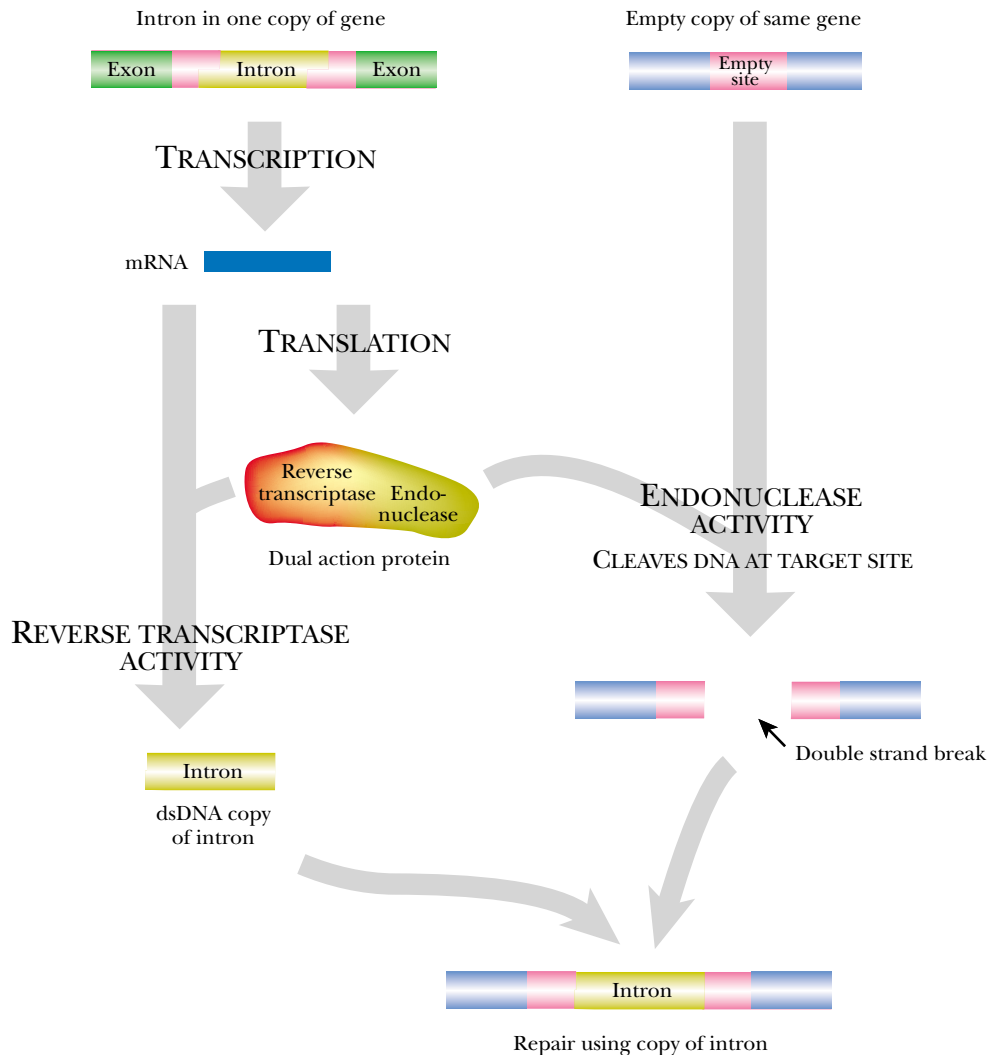 Intron in one copy of gene
Empty copy of same gene
Exon
Intron
Exon
Empty
site
TRANSCRIPTION
mRNA
TRANSLATION
Reverse
transcriptase
Endo-
nuclease
Dual action protein
ENDONUCLEASE
ACTIVITY
CLEAVES DNA AT TARGET SITE
REVERSE TRANSCRIPTASE
ACTIVITY
Double strand break
Intron
dsDNA copy
of intron
Intron
Repair using copy of intron